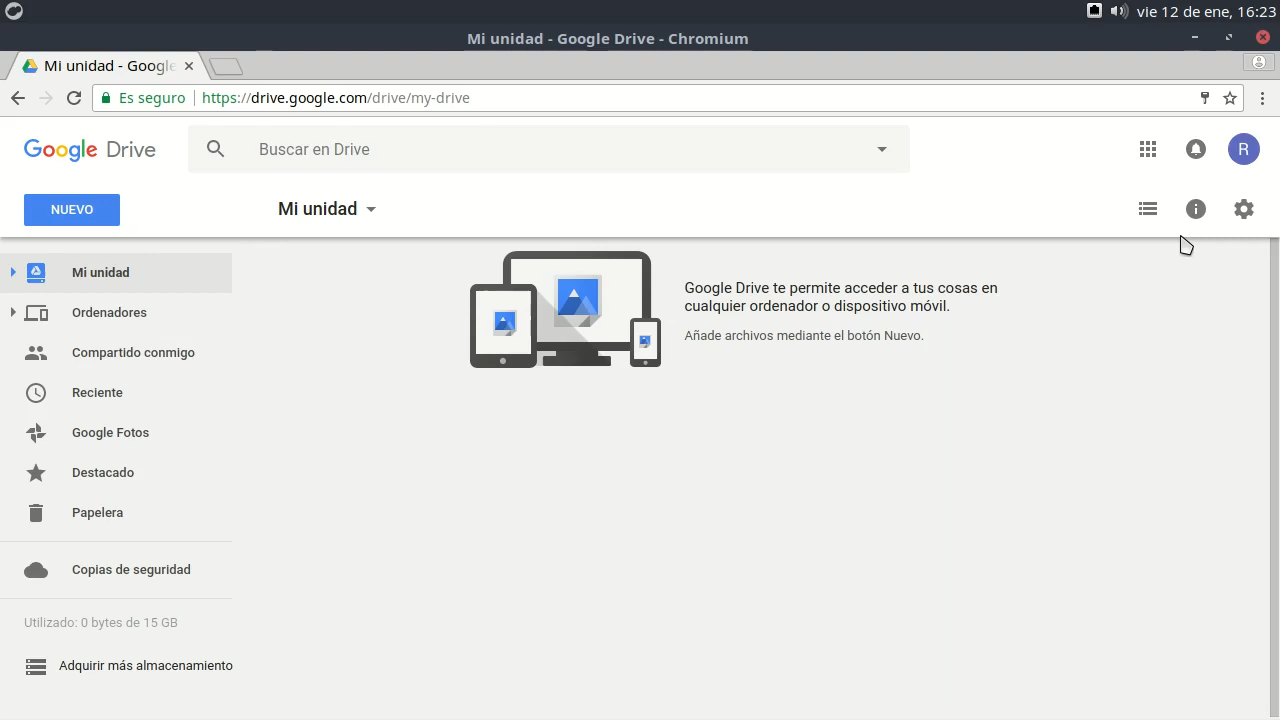 vie 12 de ene, 16:23
Mi unidad - Google Drive - Chromium
Mi unidad - Google
Es seguro
https://drive.google.com/drive/my-drive
Google Drive
Buscar en Drive
R
NUEVO
Mi unidad
Mi unidad
Ordenadores
Compartido conmigo
Reciente
Google Fotos
Destacado
Papelera
Copias de seguridad
Utilizado: 0 bytes de 15 GB
Adquirir más almacenamiento
Google Drive te permite acceder a tus cosas en
cualquier ordenador o dispositivo móvil.
Añade archivos mediante el botón Nuevo.